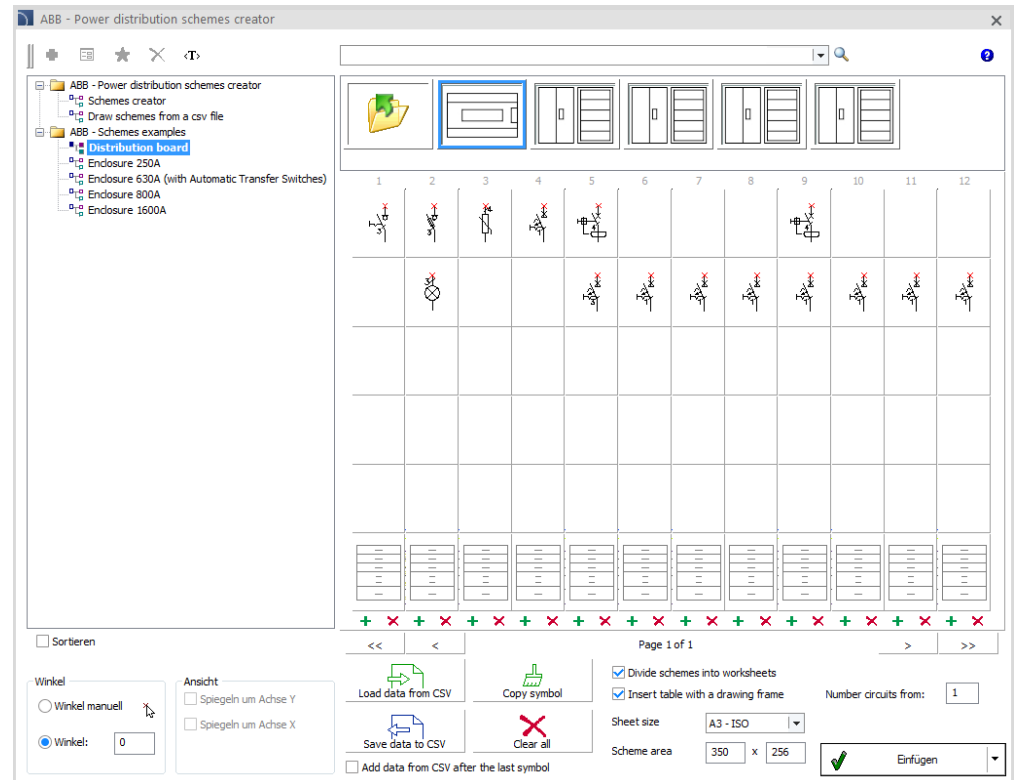 ABB - Power distribution schemes creator
<T>
ABB - Power distribution schemes creator
Schemes creator
Draw schemes from a csv file
ABB - Schemes examples
Distribution board
Enclosure 250A
Enclosure 630A (with Automatic Transfer Switches)
Enclosure 800A
Enclosure 1600A
1 2 3 4 5 6 7 8 9 10 11 12
Sortieren
<< < Page 1 of 1 > >>
Winkel
Winkel manuell
Winkel: 0
Ansicht
Spiegeln um Achse Y
Spiegeln um Achse X
Load data from CSV
Copy symbol
Save data to CSV
Clear all
Add data from CSV after the last symbol
Divide schemes into worksheets
Insert table with a drawing frame
Number circuits from: 1
Sheet size A3 - ISO
Scheme area 350 x 256
Einfügen